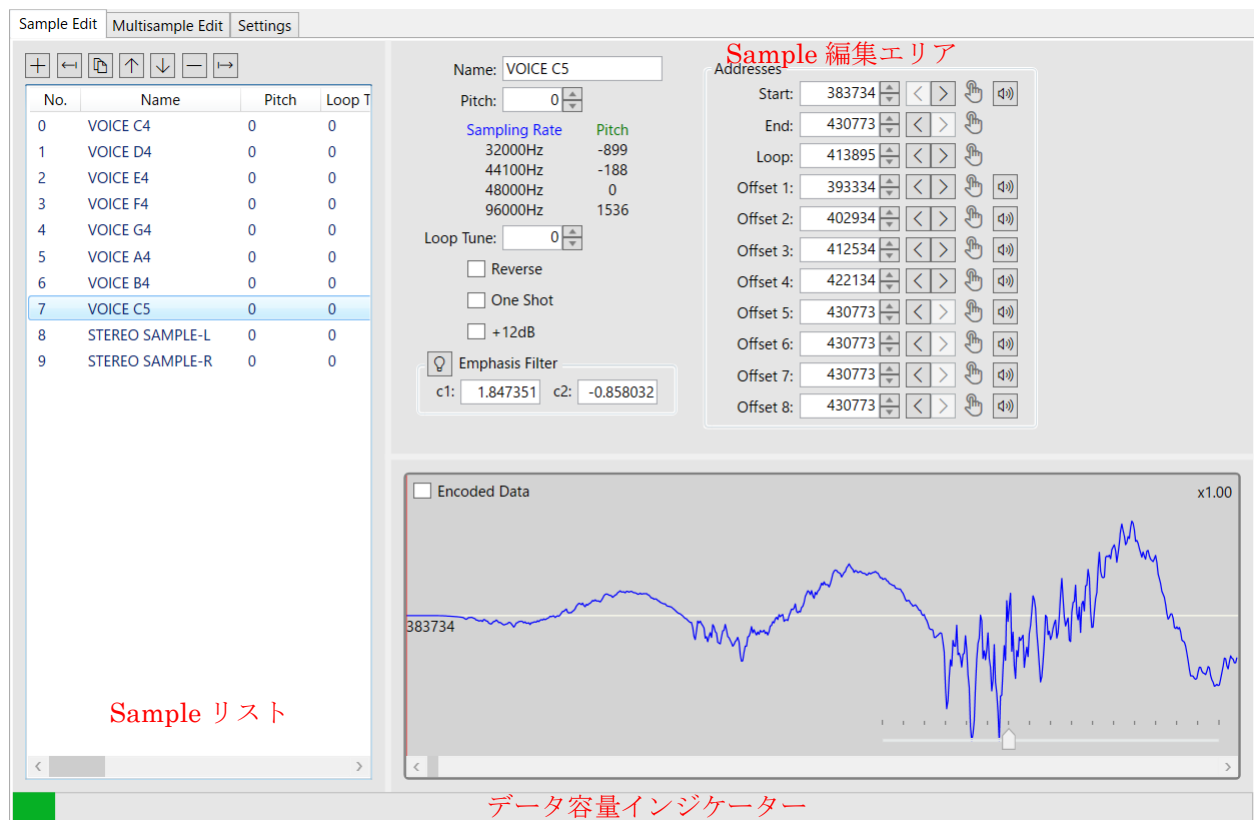 Sample Edit Multisample Edit Settings
Sample 編集エリア
No. Name Pitch Loop T
0 VOICE C4 0 0
1 VOICE D4 0 0
2 VOICE E4 0 0
3 VOICE F4 0 0
4 VOICE G4 0 0
5 VOICE A4 0 0
6 VOICE B4 0 0
7 VOICE C5 0 0
8 STEREO SAMPLE-L 0 0
9 STEREO SAMPLE-R 0 0
Sample リスト
Name: VOICE C5
Pitch: 0
Sampling Rate Pitch
32000Hz -899
44100Hz -188
48000Hz 0
96000Hz 1536
Loop Tune: 0
Reverse
One Shot
+12dB
Emphasis Filter
c1: 1.847351 c2: -0.858032
Addresses
Start: 383734
End: 430773
Loop: 413895
Offset 1: 393334
Offset 2: 402934
Offset 3: 412534
Offset 4: 422134
Offset 5: 430773
Offset 6: 430773
Offset 7: 430773
Offset 8: 430773
Encoded Data x1.00
383734
データ容量インジケーター